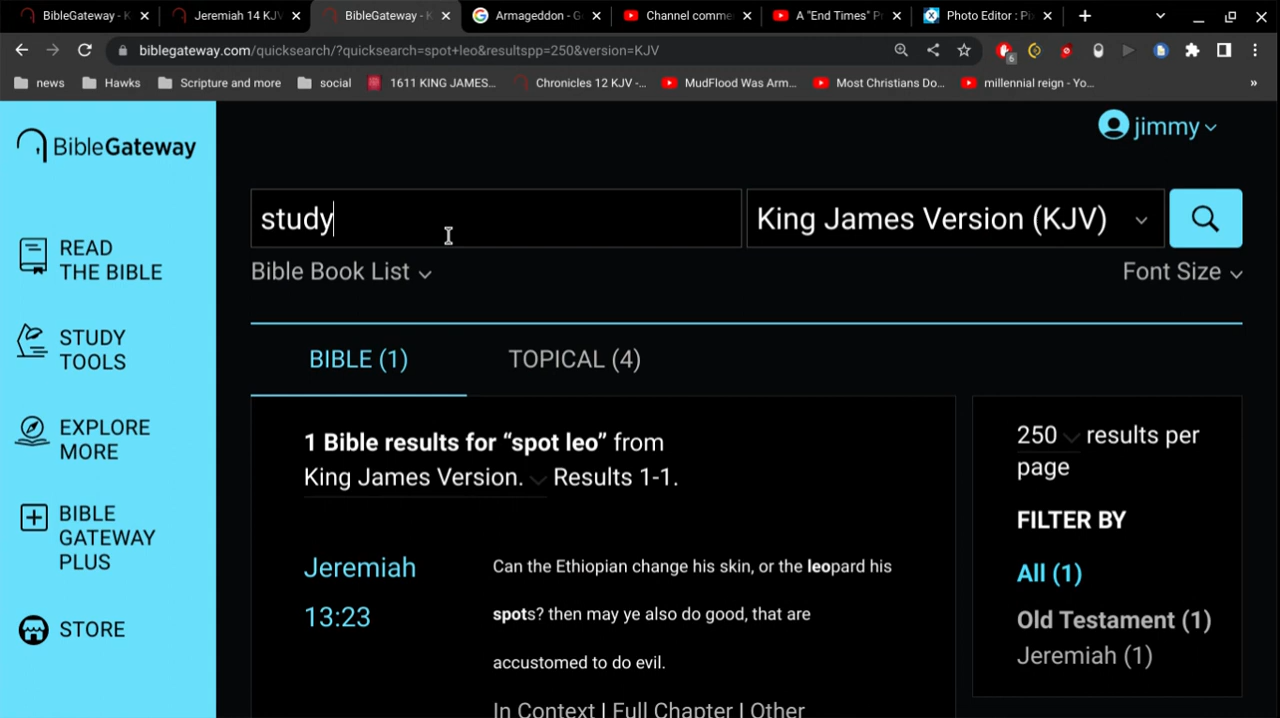 BibleGateway - K
Jeremiah 14 KJV
BibleGateway - K
Armageddon - G
Channel comme
A "End Times" P
Photo Editor : Pi
biblegateway.com/quicksearch/?quicksearch=spot+leo&resultspp=250&version=KJV
6
news
Hawks
Scripture and more
social
1611 KING JAMES...
Chronicles 12 KJV -...
MudFlood Was Arm...
Most Christians Do...
millennial reign - Yo...
»
BibleGateway
jimmy
study
King James Version (KJV)
Bible Book List
Font Size
READ
THE BIBLE
STUDY
TOOLS
EXPLORE
MORE
BIBLE
GATEWAY
PLUS
STORE
BIBLE (1)
TOPICAL (4)
1 Bible results for “spot leo” from
King James Version. Results 1-1.
Jeremiah
13:23
Can the Ethiopian change his skin, or the leopard his
spots? then may ye also do good, that are
accustomed to do evil.
In Context | Full Chapter | Other
250 results per
page
FILTER BY
All (1)
Old Testament (1)
Jeremiah (1)